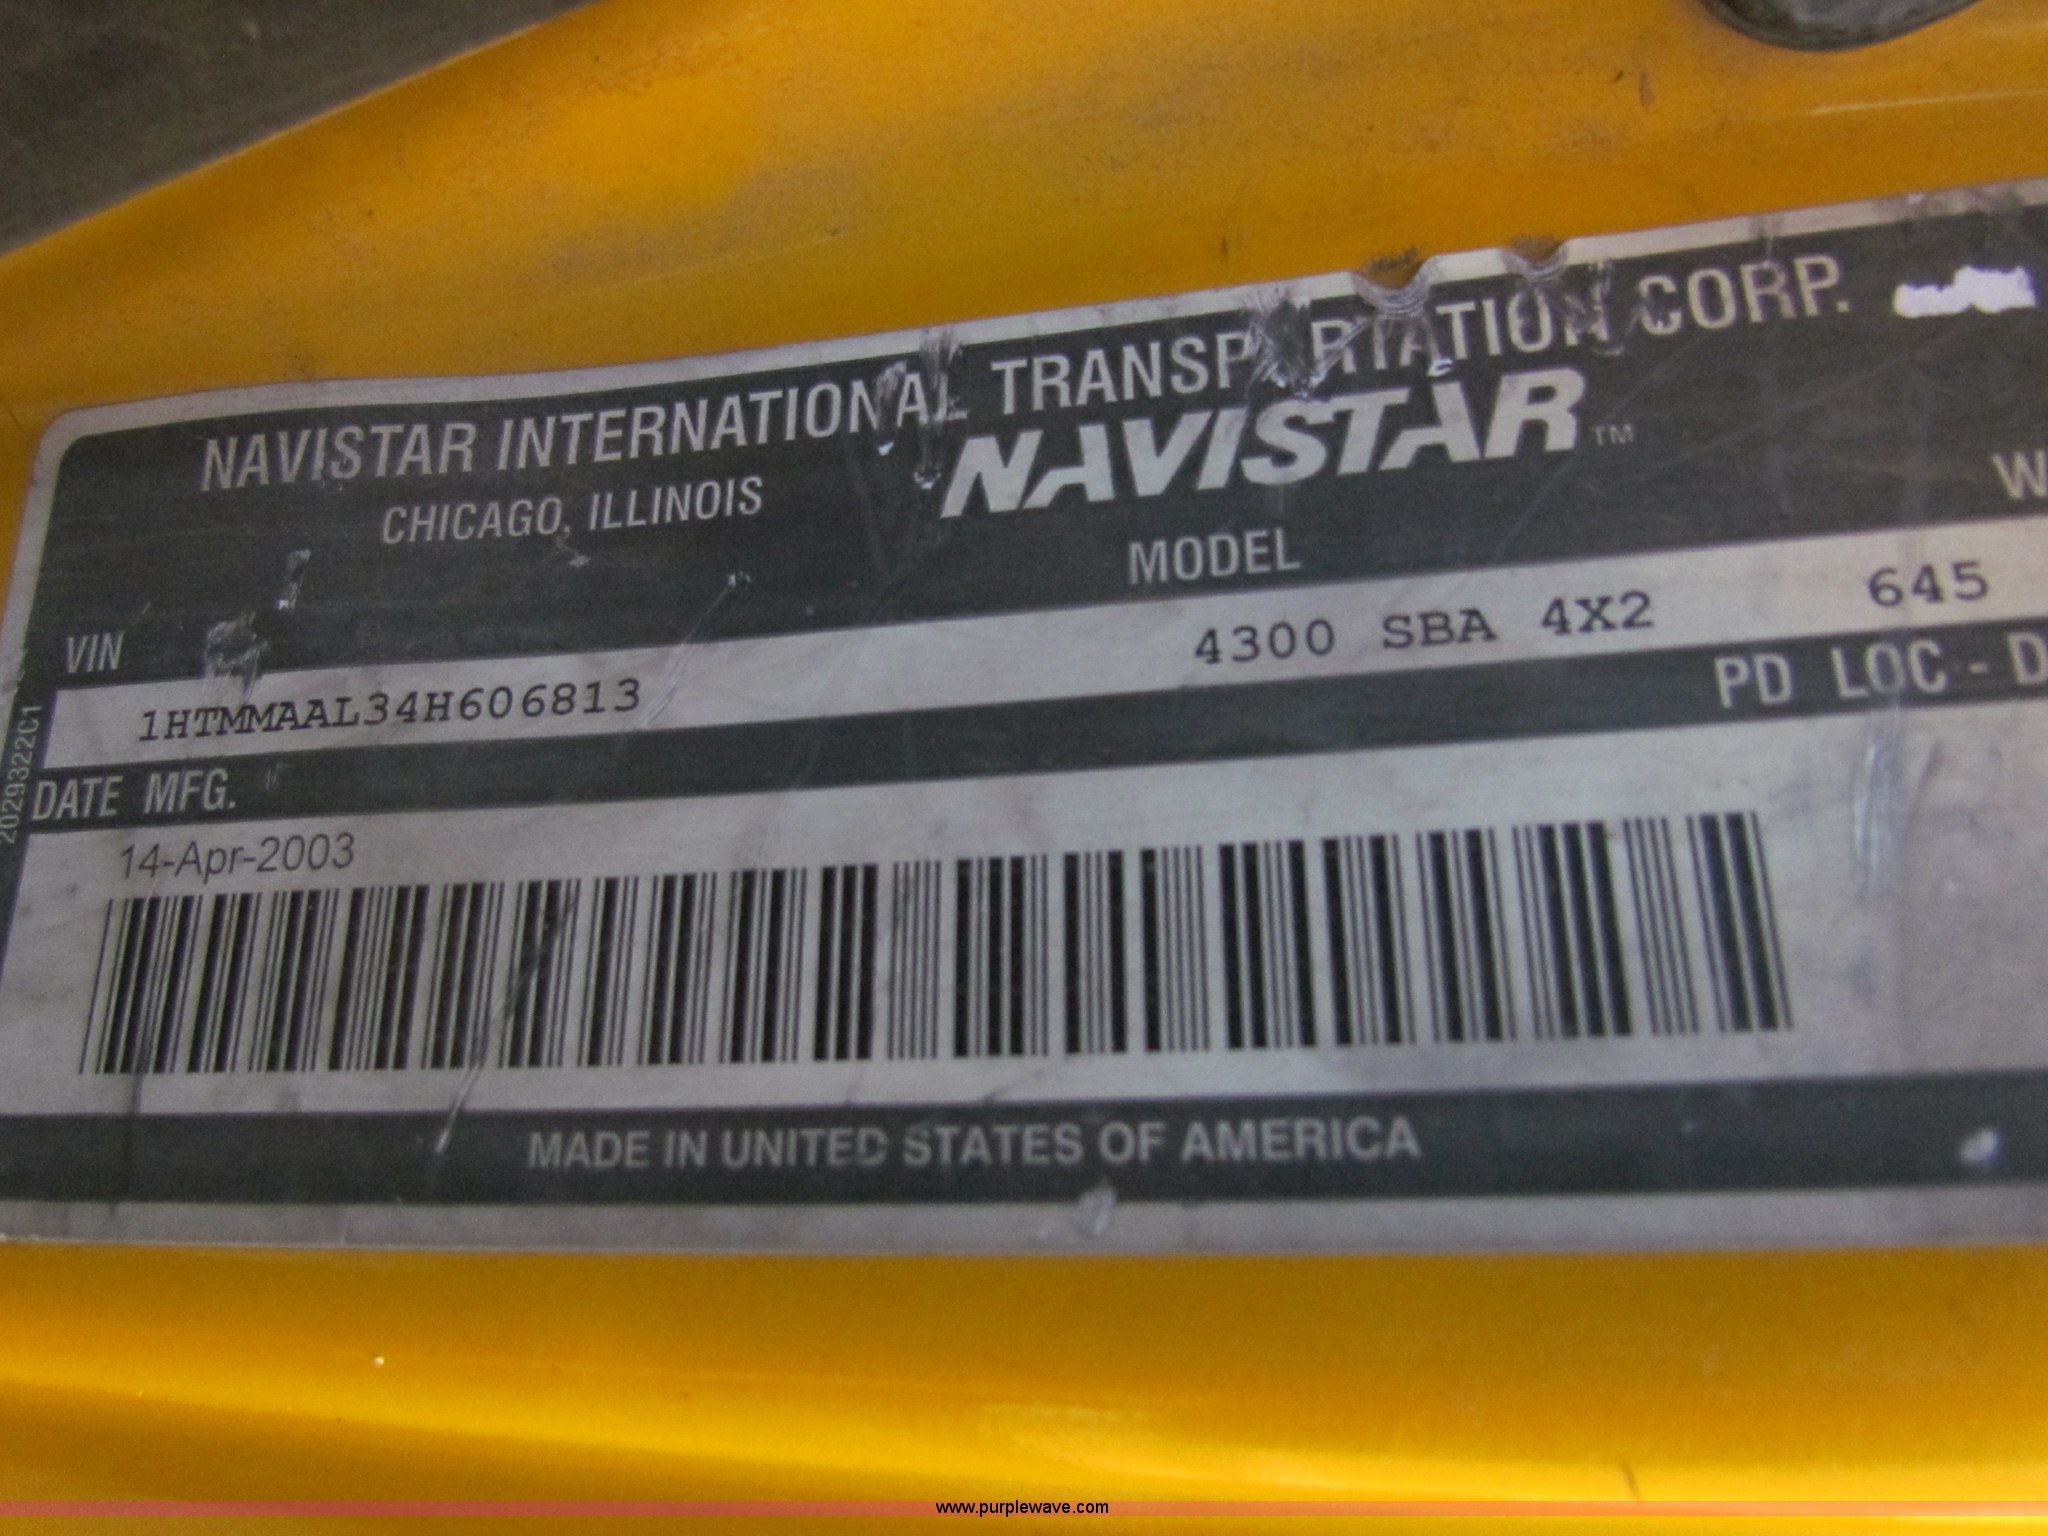 NAVISTAR INTERNATIONAL TRANSPORTATION CORP.
CHICAGO, ILLINOIS
NAVISTAR™
VIN
MODEL
W
1HTMMAAL34H606813
4300 SBA 4X2
645
DATE MFG.
PD LOC - D
14-Apr-2003
2029322C1
MADE IN UNITED STATES OF AMERICA
www.purplewave.com